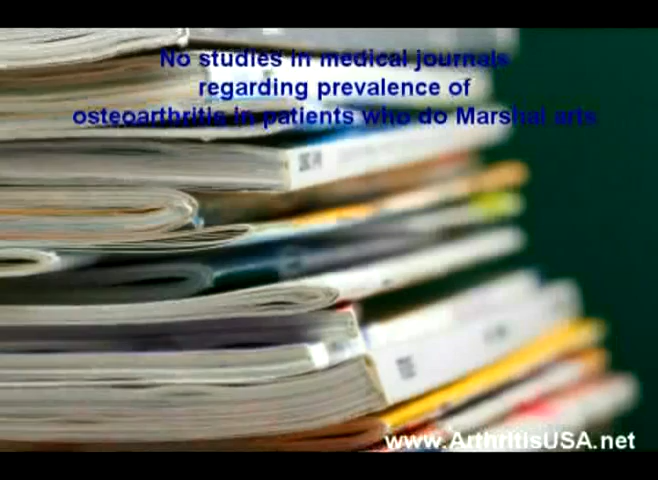 No studies in medical journals
regarding prevalence of
osteoarthritis in patients who do Marshal arts
www.ArthritisUSA.net